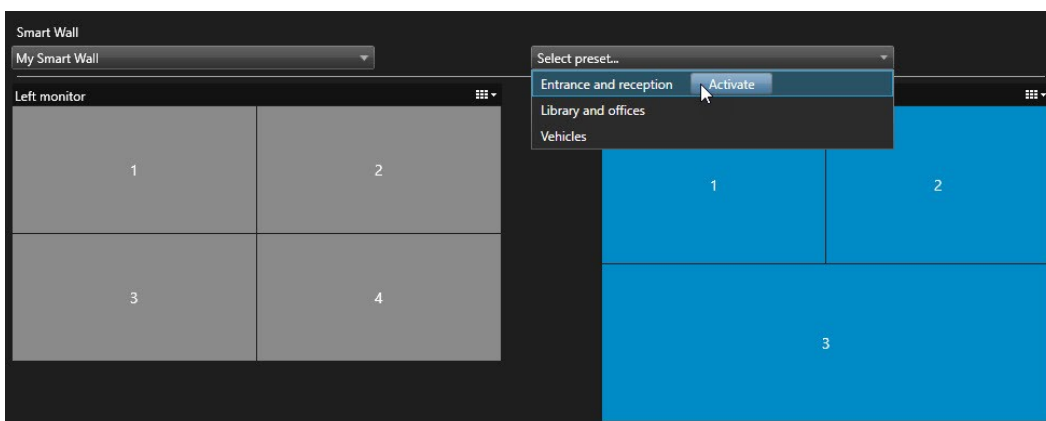 Smart Wall
My Smart Wall
Select preset...
Entrance and reception Activate
Library and offices
Vehicles
Left monitor
1 2
3 4
1 2
3